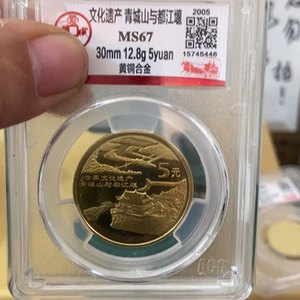 文化遗产 青城山与都江堰
MS67
30mm 12.8g 5yuan
黄铜合金
2005
15745446
5元
世界文化遗产
青城山与都江堰